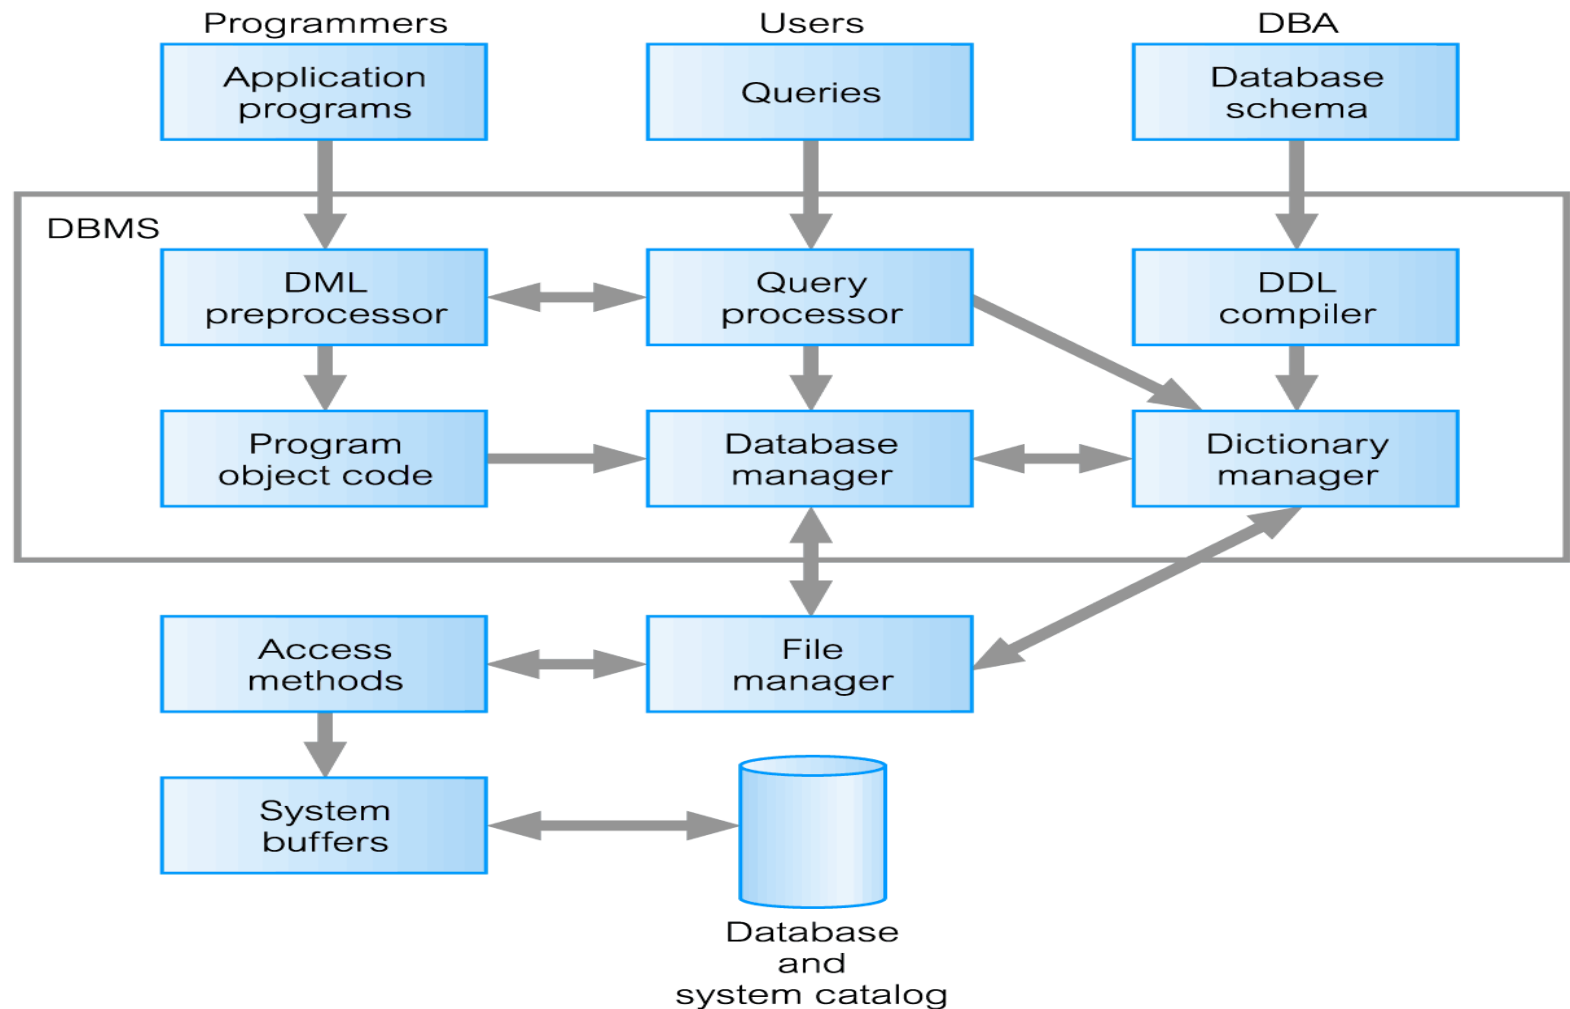 Programmers
Users
DBA
Application
programs
Queries
Database
schema
DBMS
DML
preprocessor
Query
processor
DDL
compiler
Program
object code
Database
manager
Dictionary
manager
Access
methods
File
manager
System
buffers
Database
and
system catalog